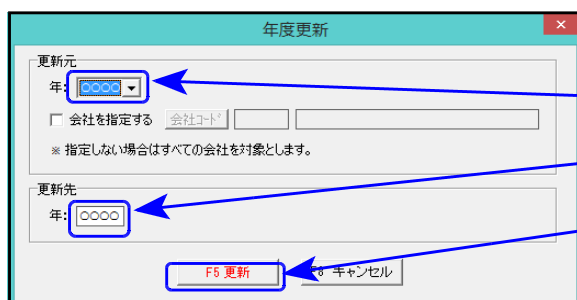 年度更新
更新元
年: ○○○○
会社を指定する 会社コード
※ 指定しない場合はすべての会社を対象とします。
更新先
年: ○○○○
F5 更新
F8 キャンセル